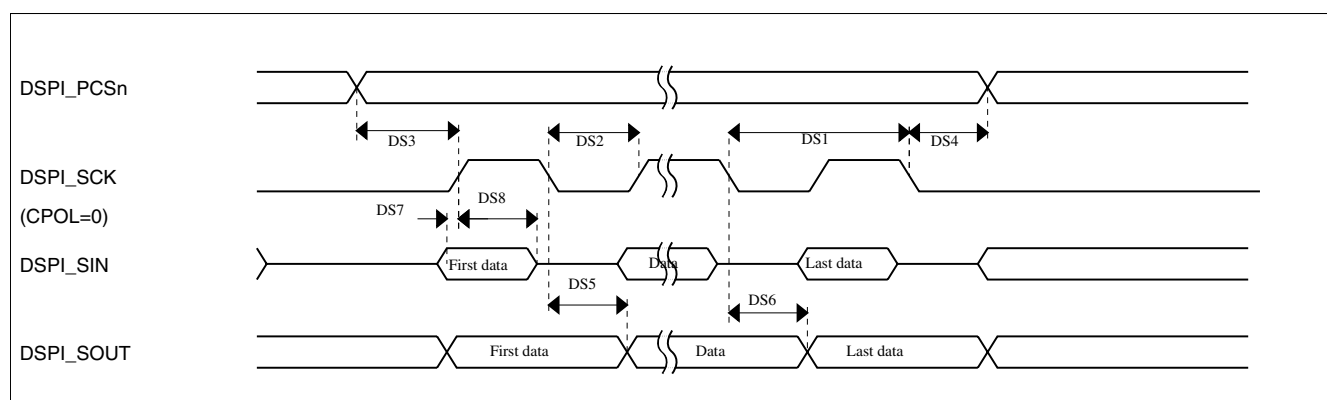 DSPI_PCSn
DS3
DS2
DS1
DS4
DSPI_SCK
(CPOL=0)
DS7
DS8
DSPI_SIN
First data
Data
Last data
DS5
DS6
DSPI_SOUT
First data
Data
Last data